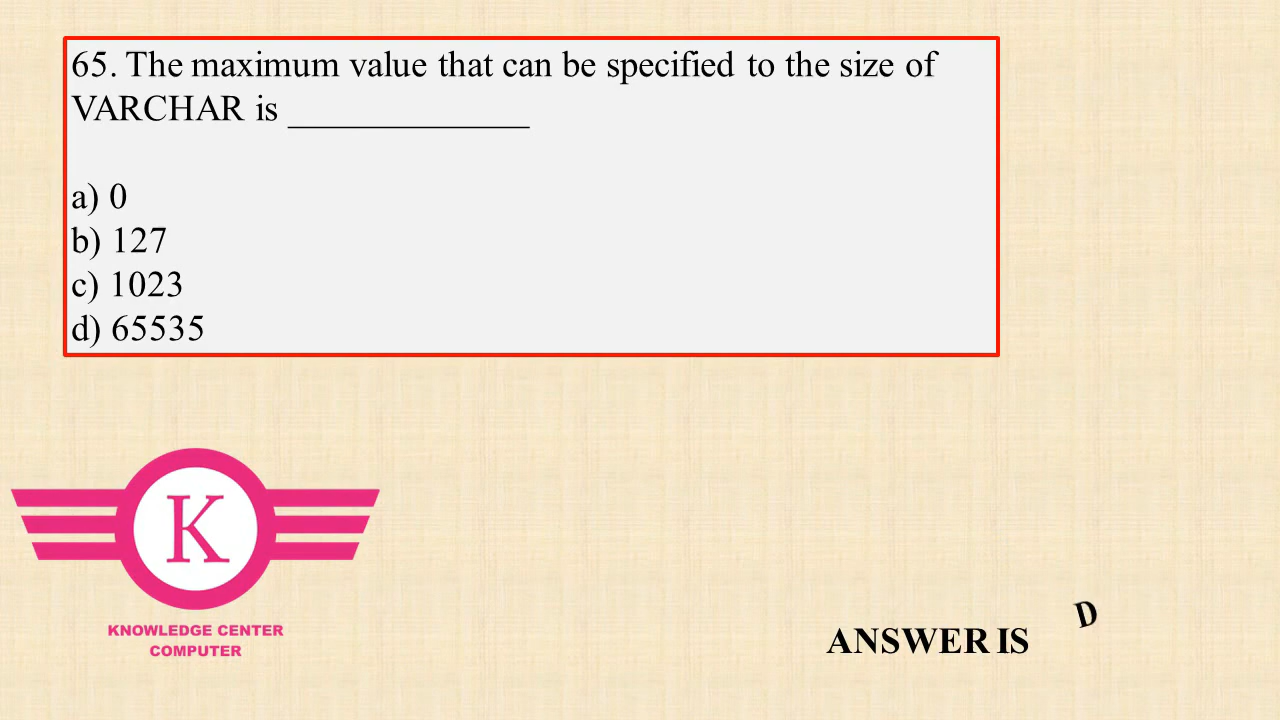 65. The maximum value that can be specified to the size of
VARCHAR is _____________
a) 0
b) 127
c) 1023
d) 65535
K
KNOWLEDGE CENTER
COMPUTER
ANSWER IS D